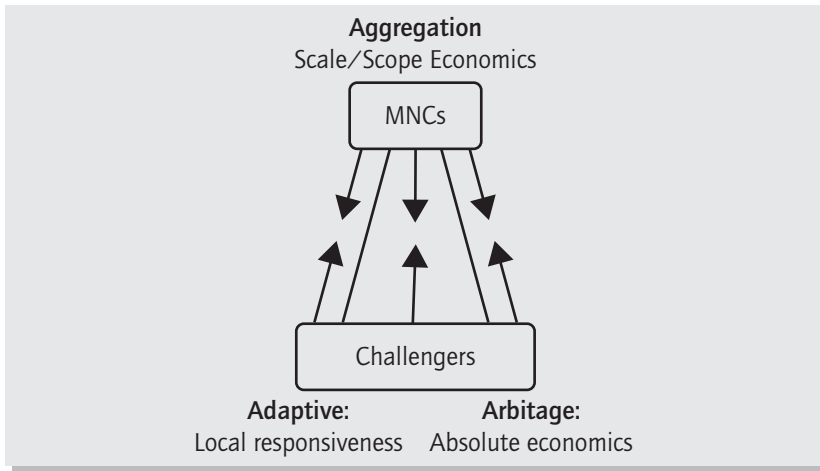 Aggregation
Scale/Scope Economics
MNCs
Challengers
Adaptive: Arbitage:
Local responsiveness Absolute economics